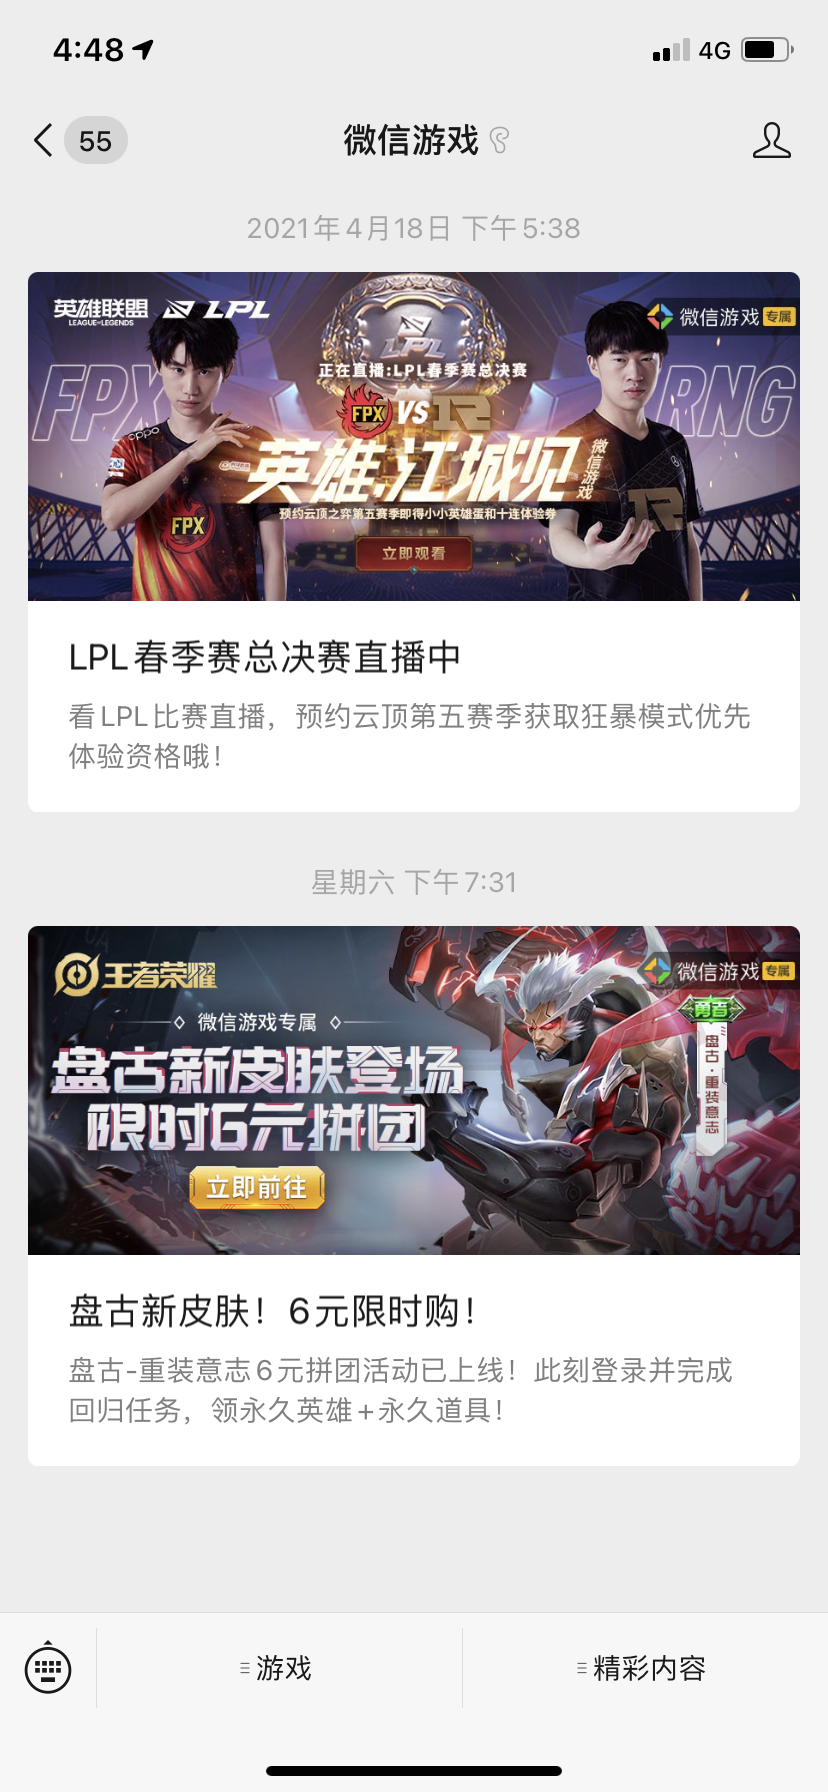 4:48
4G
55
微信游戏
2021年4月18日 下午5:38
英雄联盟 LPL
LEAGUE OF LEGENDS
微信游戏 专属
LPL
正在直播:LPL春季赛总决赛
FPX
RNG
FPX VS R
oppo
英雄,江城见
微信游戏
预约云顶之弈第五赛季即得小小英雄蛋和十连体验券
FPX
立即观看
LPL春季赛总决赛直播中
看LPL比赛直播，预约云顶第五赛季获取狂暴模式优先
体验资格哦！
星期六 下午7:31
王者荣耀
微信游戏 专属
微信游戏专属
勇者
盘古·重装意志
盘古新皮肤登场
限时6元拼团
立即前往
盘古新皮肤！6元限时购！
盘古-重装意志6元拼团活动已上线！此刻登录并完成
回归任务，领永久英雄+永久道具！
游戏
精彩内容